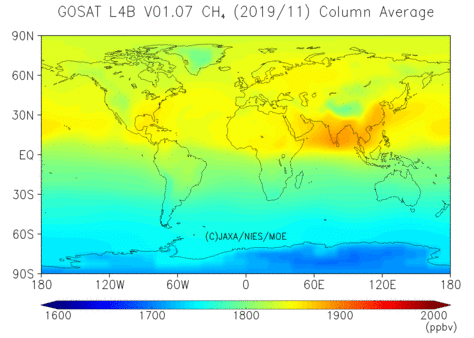 GOSAT L4B V01.07 CH₄ (2019/11) Column Average
90N
60N
30N
EQ
30S
60S
90S
(C)JAXA/NIES/MOE
180 120W 60W 0 60E 120E 180
1600 1700 1800 1900 2000
(ppbv)